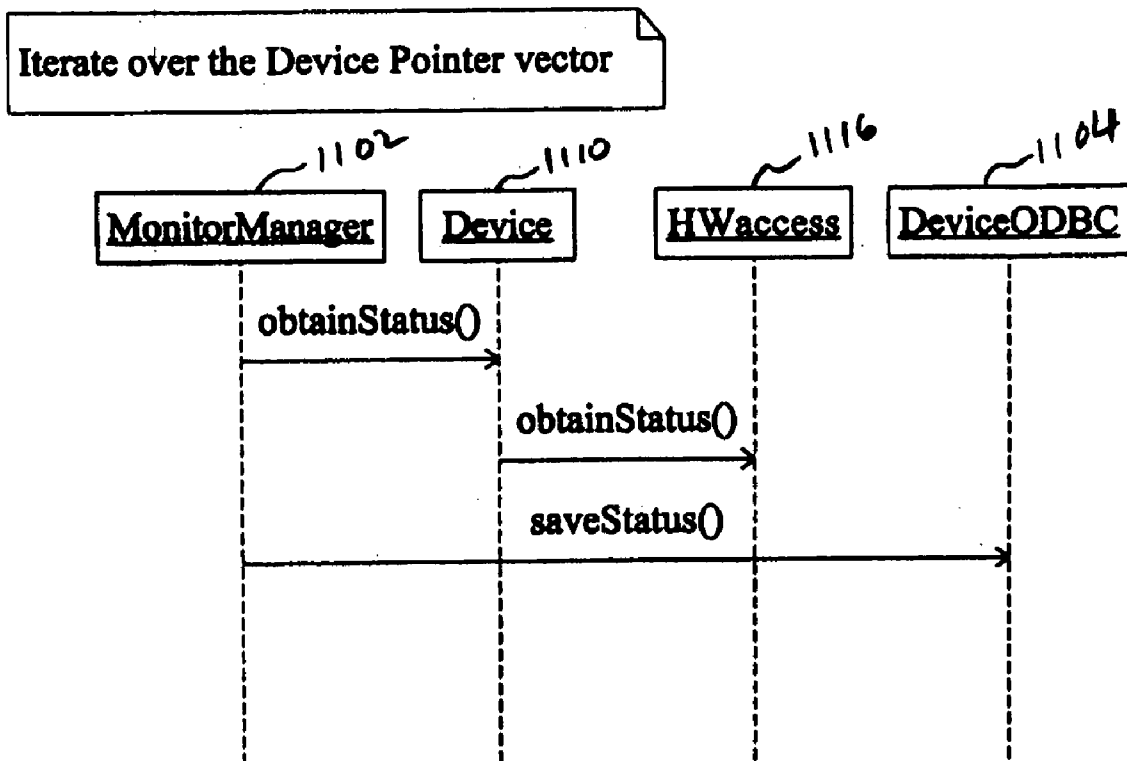 Iterate over the Device Pointer vector
1102
1110
1116
1104
MonitorManager
Device
HWaccess
DeviceODBC
obtainStatus()
obtainStatus()
saveStatus()